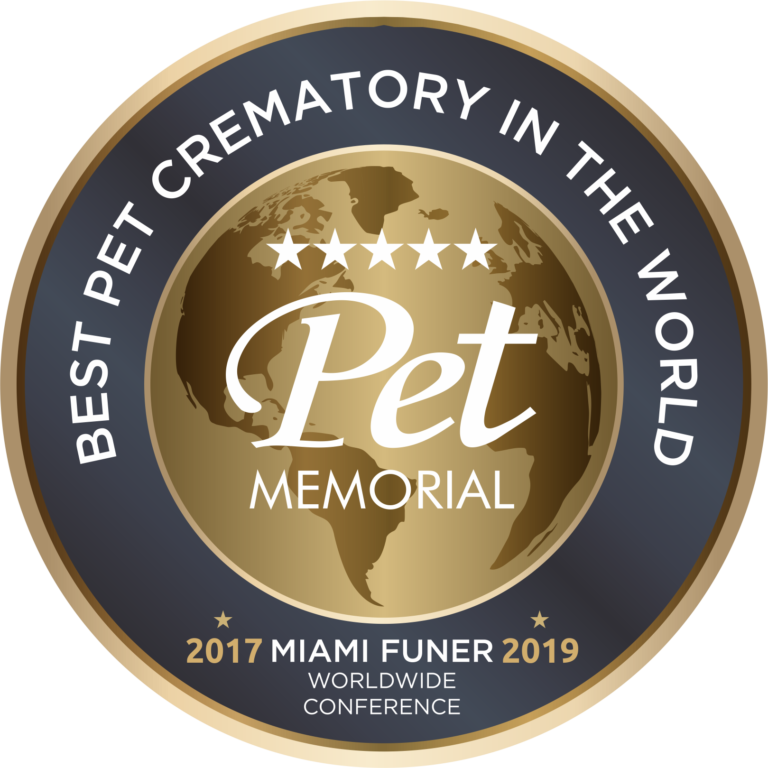 BEST PET CREMATORY IN THE WORLD
Pet
MEMORIAL
2017 MIAMI FUNER 2019
WORLDWIDE
CONFERENCE